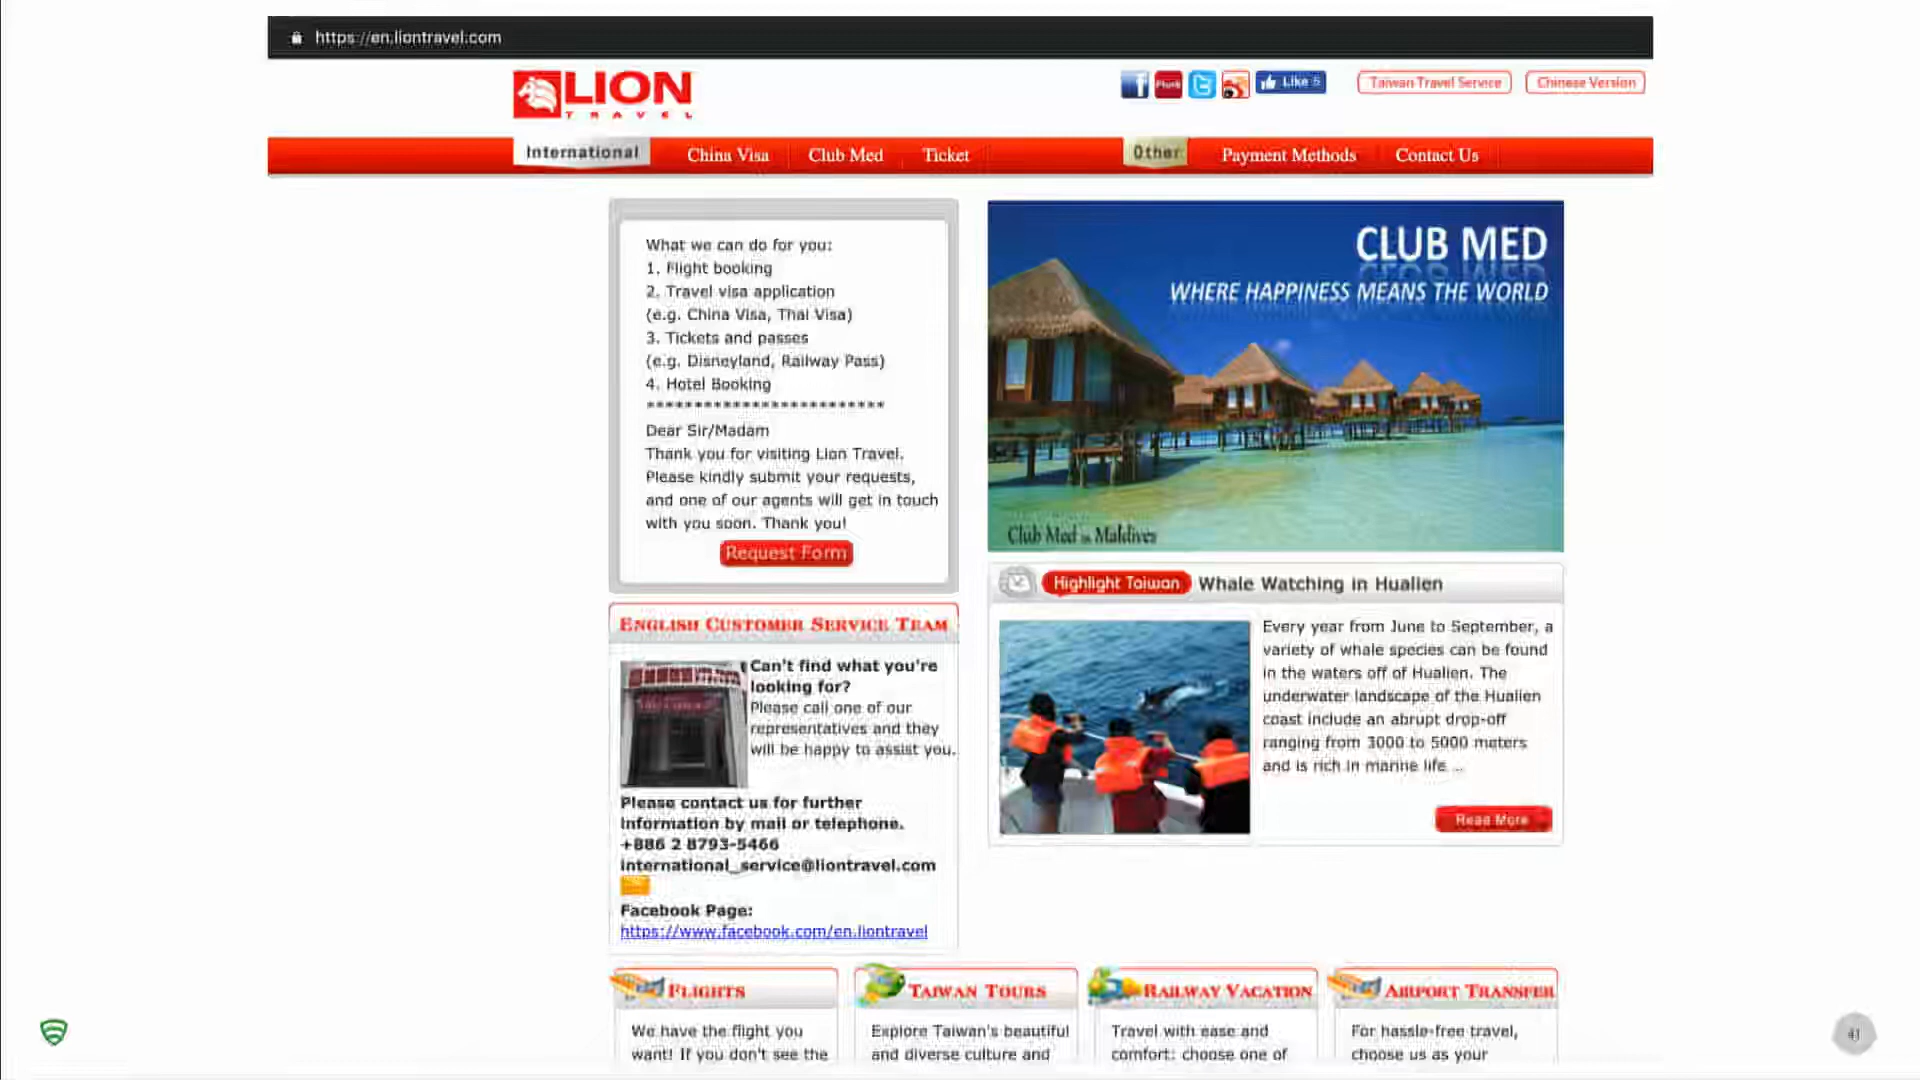 https://en.liontravel.com
LION
TRAVEL
Plurk
Like 5
Taiwan Travel Service
Chinese Version
International
China Visa
Club Med
Ticket
Other
Payment Methods
Contact Us
What we can do for you:
1. Flight booking
2. Travel visa application
(e.g. China Visa, Thai Visa)
3. Tickets and passes
(e.g. Disneyland, Railway Pass)
4. Hotel Booking
*************************
Dear Sir/Madam
Thank you for visiting Lion Travel.
Please kindly submit your requests,
and one of our agents will get in touch
with you soon. Thank you!
Request Form
CLUB MED
WHERE HAPPINESS MEANS THE WORLD
Club Med in Maldives
Highlight Taiwan
Whale Watching in Hualien
Every year from June to September, a
variety of whale species can be found
in the waters off of Hualien. The
underwater landscape of the Hualien
coast include an abrupt drop-off
ranging from 3000 to 5000 meters
and is rich in marine life ...
Read More
ENGLISH CUSTOMER SERVICE TEAM
Can't find what you're
looking for?
Please call one of our
representatives and they
will be happy to assist you.
Please contact us for further
information by mail or telephone.
+886 2 8793-5466
international_service@liontravel.com
Facebook Page:
https://www.facebook.com/en.liontravel
FLIGHTS
We have the flight you
want! If you don't see the
TAIWAN TOURS
Explore Taiwan's beautiful
and diverse culture and
RAILWAY VACATION
Travel with ease and
comfort: choose one of
AIRPORT TRANSFER
For hassle-free travel,
choose us as your